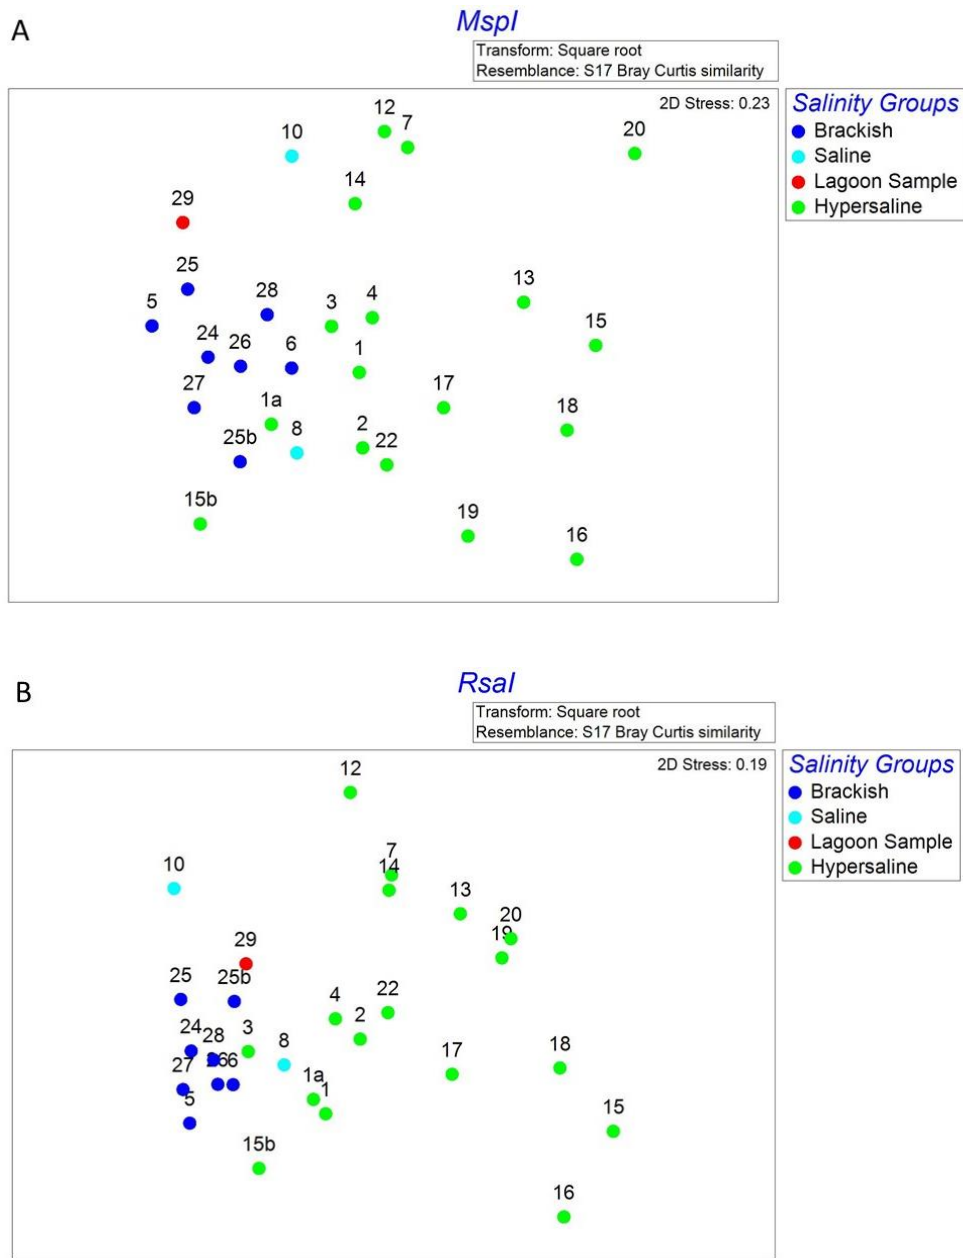 A
MspI
Transform: Square root
Resemblance: S17 Bray Curtis similarity
2D Stress: 0.23
Salinity Groups
Brackish
Saline
Lagoon Sample
Hypersaline
12
7
10
20
14
29
25
28
13
5
3
4
24
26
6
15
1
27
17
1a
18
8
25b
2
22
15b
19
16
B
RsaI
Transform: Square root
Resemblance: S17 Bray Curtis similarity
2D Stress: 0.19
Salinity Groups
Brackish
Saline
Lagoon Sample
Hypersaline
12
7
14
10
13
20
19
29
25
25b
22
4
2
24
28
3
8
26
6
27
17
18
1a
1
5
15
15b
16